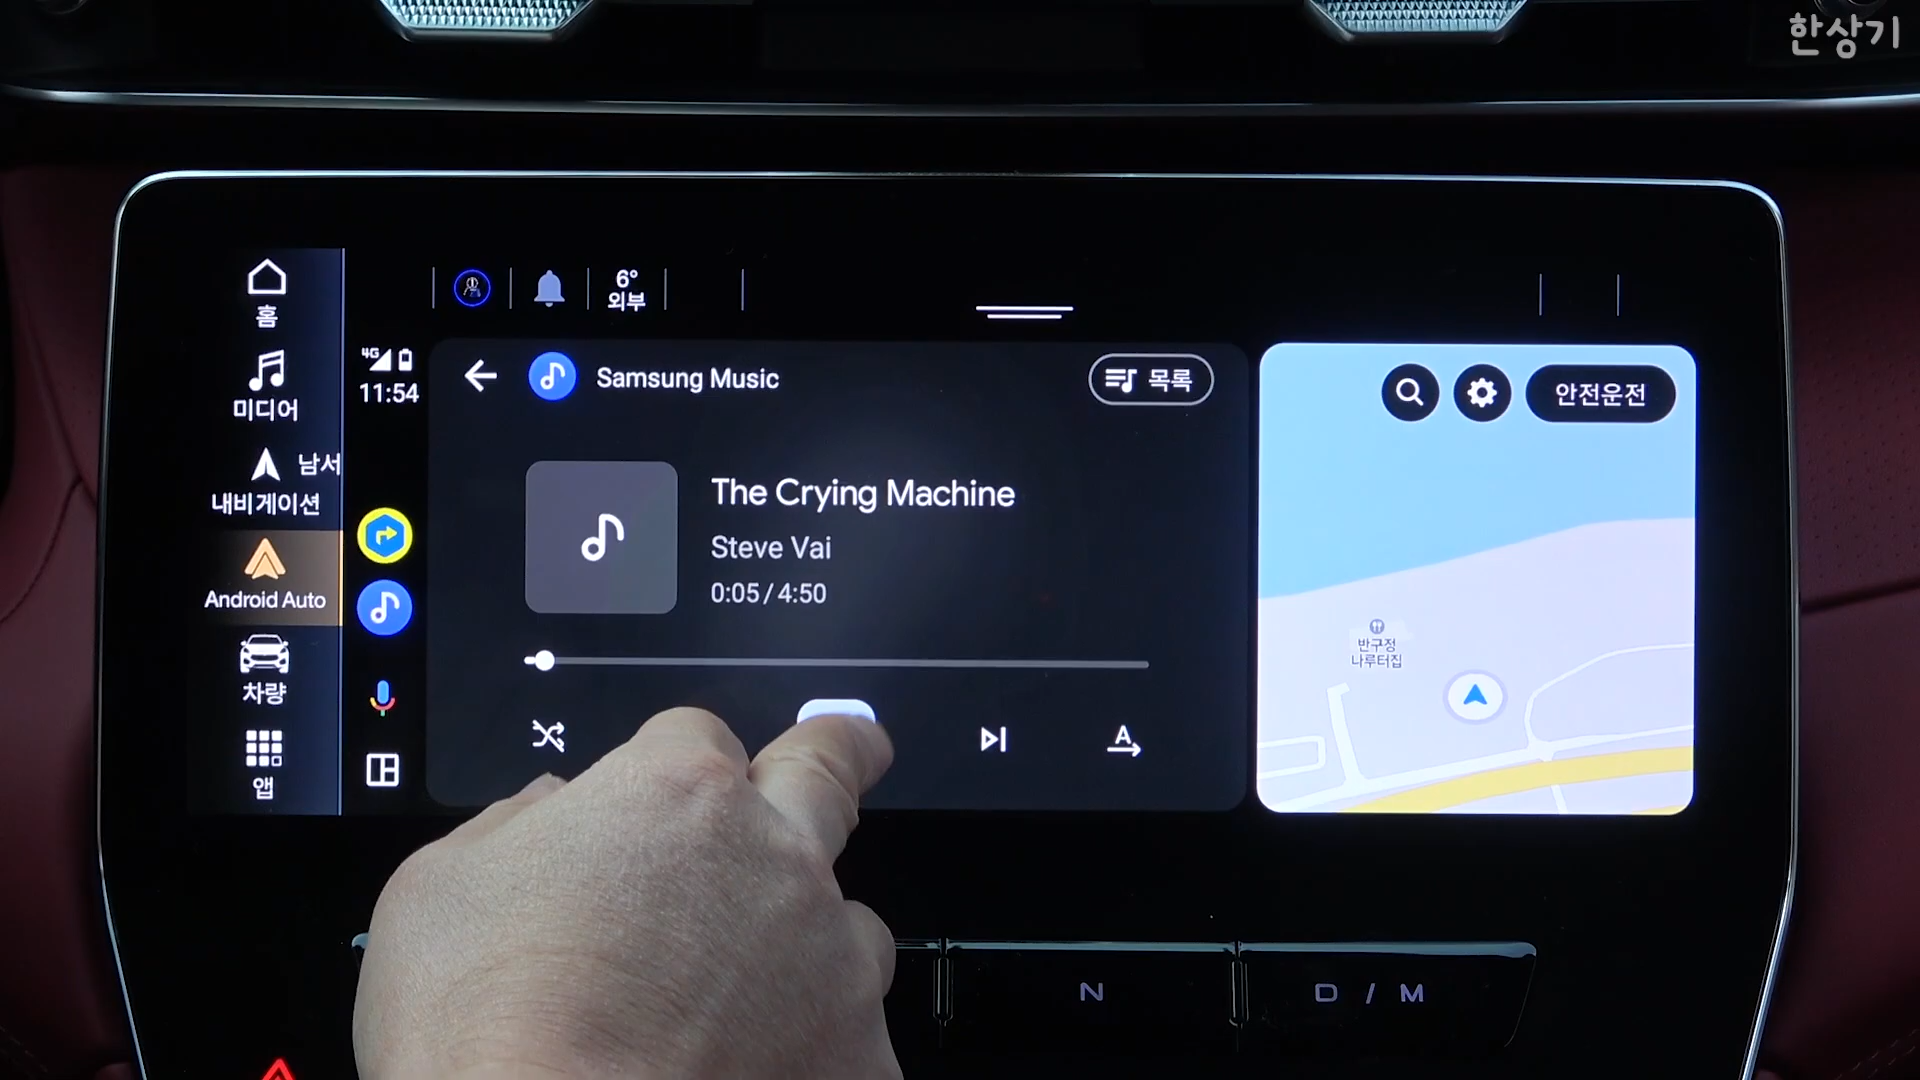 한상기
홈
미디어
남서
내비게이션
Android Auto
차량
앱
6°
외부
4G
11:54
Samsung Music
목록
The Crying Machine
Steve Vai
0:05 / 4:50
A
안전운전
반구정
나루터집
N
D / M